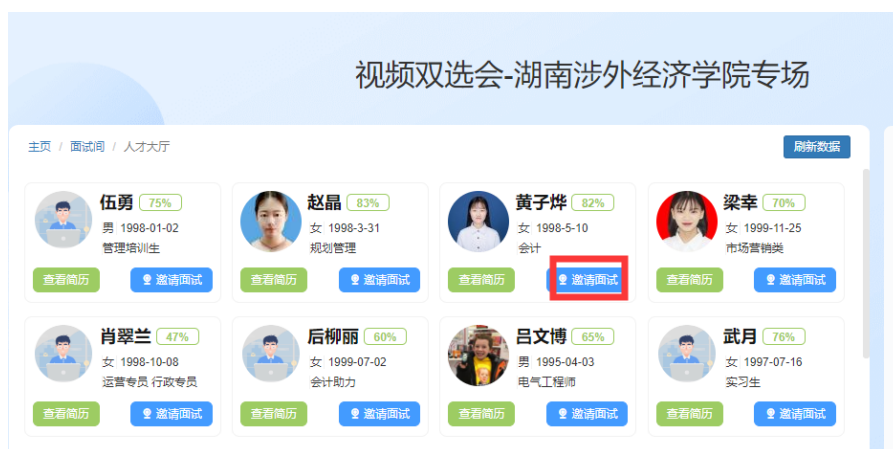 视频双选会-湖南涉外经济学院专场
主页 / 面试间 / 人才大厅
刷新数据
伍勇 75%
男 1998-01-02
管理培训生
查看简历 邀请面试
赵晶 83%
女 1998-3-31
规划管理
查看简历 邀请面试
黄子烨 82%
女 1998-5-10
会计
查看简历 邀请面试
梁幸 70%
女 1999-11-25
市场营销类
查看简历 邀请面试
肖翠兰 47%
女 1998-10-08
运营专员 行政专员
查看简历 邀请面试
后柳丽 60%
女 1999-07-02
会计助力
查看简历 邀请面试
吕文博 65%
男 1995-04-03
电气工程师
查看简历 邀请面试
武月 76%
女 1997-07-16
实习生
查看简历 邀请面试